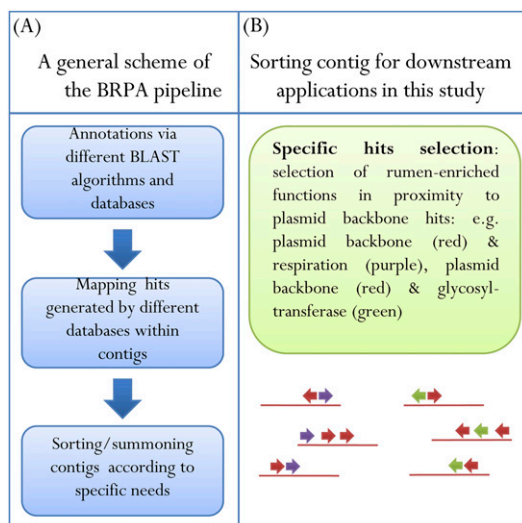 (A)
A general scheme of
the BRPA pipeline
Annotations via
different BLAST
algorithms and
databases
Mapping hits
generated by different
databases within
contigs
Sorting/summoning
contigs according to
specific needs
(B)
Sorting contig for downstream
applications in this study
Specific hits selection:
selection of rumen-enriched
functions in proximity to
plasmid backbone hits: e.g.
plasmid backbone (red) &
respiration (purple), plasmid
backbone (red) & glycosyl-
transferase (green)